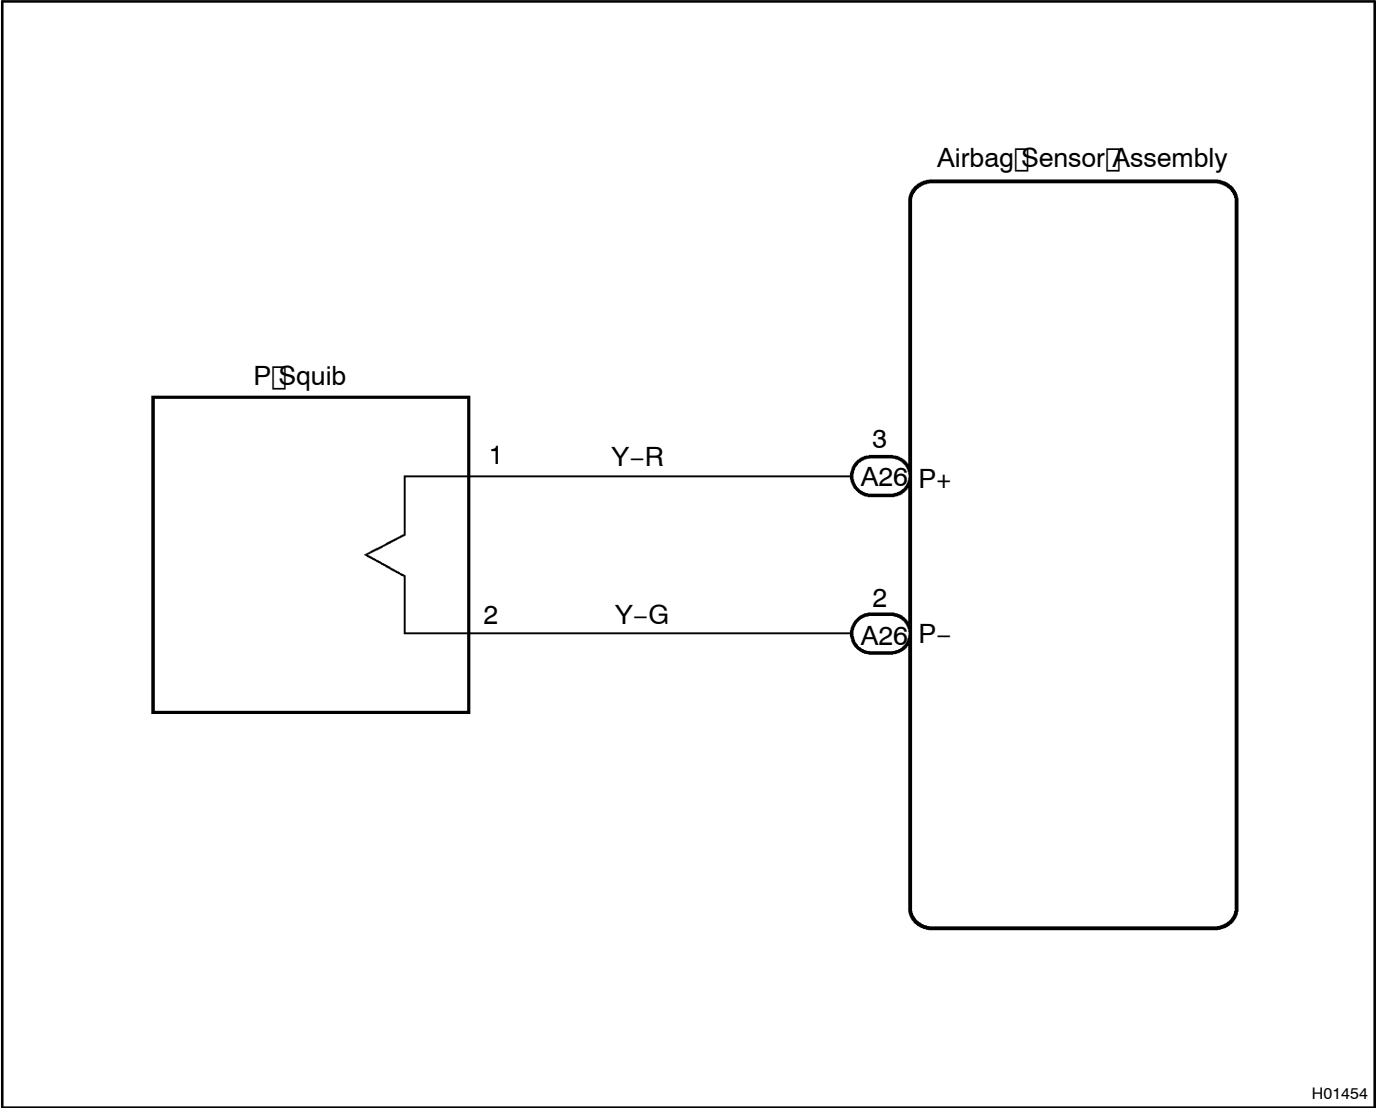 Airbag Sensor Assembly
P Squib
1 Y–R 3 A26 P+
2 Y–G 2 A26 P–
H01454